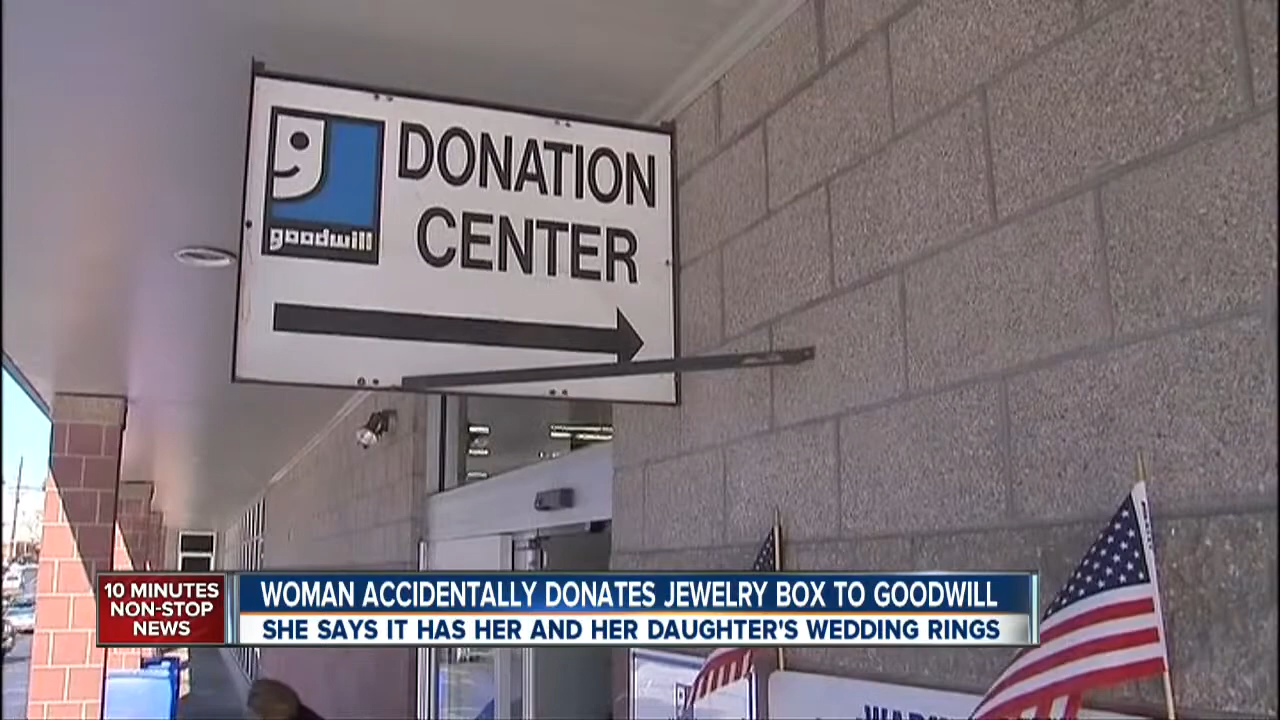 goodwill
DONATION
CENTER
10 MINUTES
NON-STOP
NEWS
WOMAN ACCIDENTALLY DONATES JEWELRY BOX TO GOODWILL
SHE SAYS IT HAS HER AND HER DAUGHTER'S WEDDING RINGS